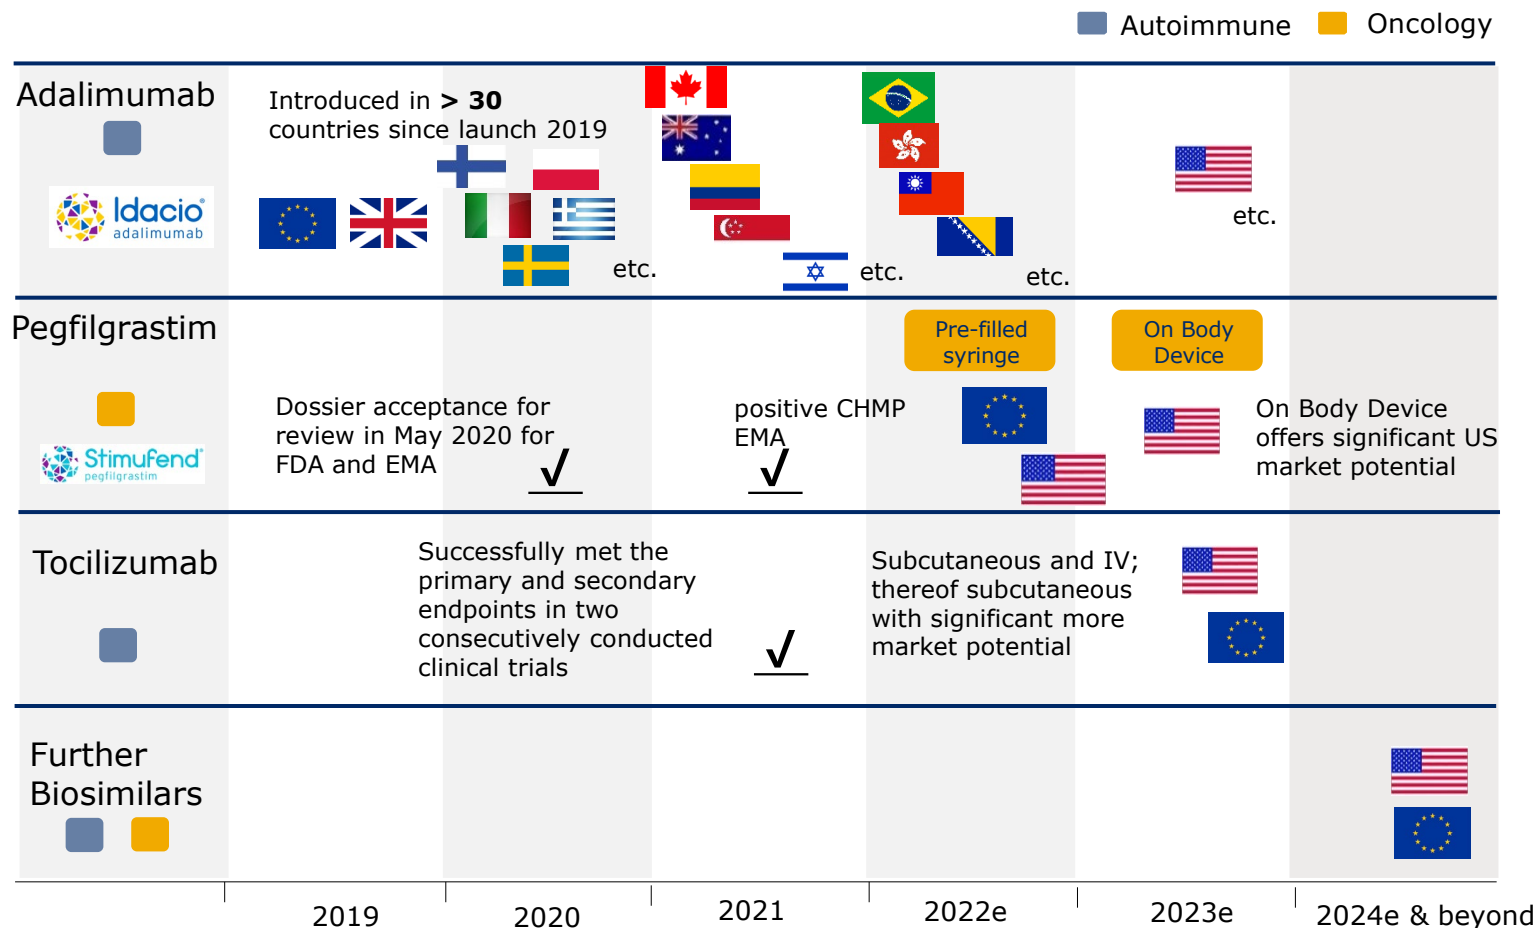 Autoimmune
Oncology
Adalimumab
Idacio®
adalimumab
Introduced in > 30
countries since launch 2019
etc.
etc.
etc.
etc.
Pegfilgrastim
Stimufend®
pegfilgrastim
Dossier acceptance for
review in May 2020 for
FDA and EMA
√
positive CHMP
EMA
√
Pre-filled
syringe
On Body
Device
On Body Device
offers significant US
market potential
Tocilizumab
Successfully met the
primary and secondary
endpoints in two
consecutively conducted
clinical trials
√
Subcutaneous and IV;
thereof subcutaneous
with significant more
market potential
Further
Biosimilars
2019
2020
2021
2022e
2023e
2024e & beyond